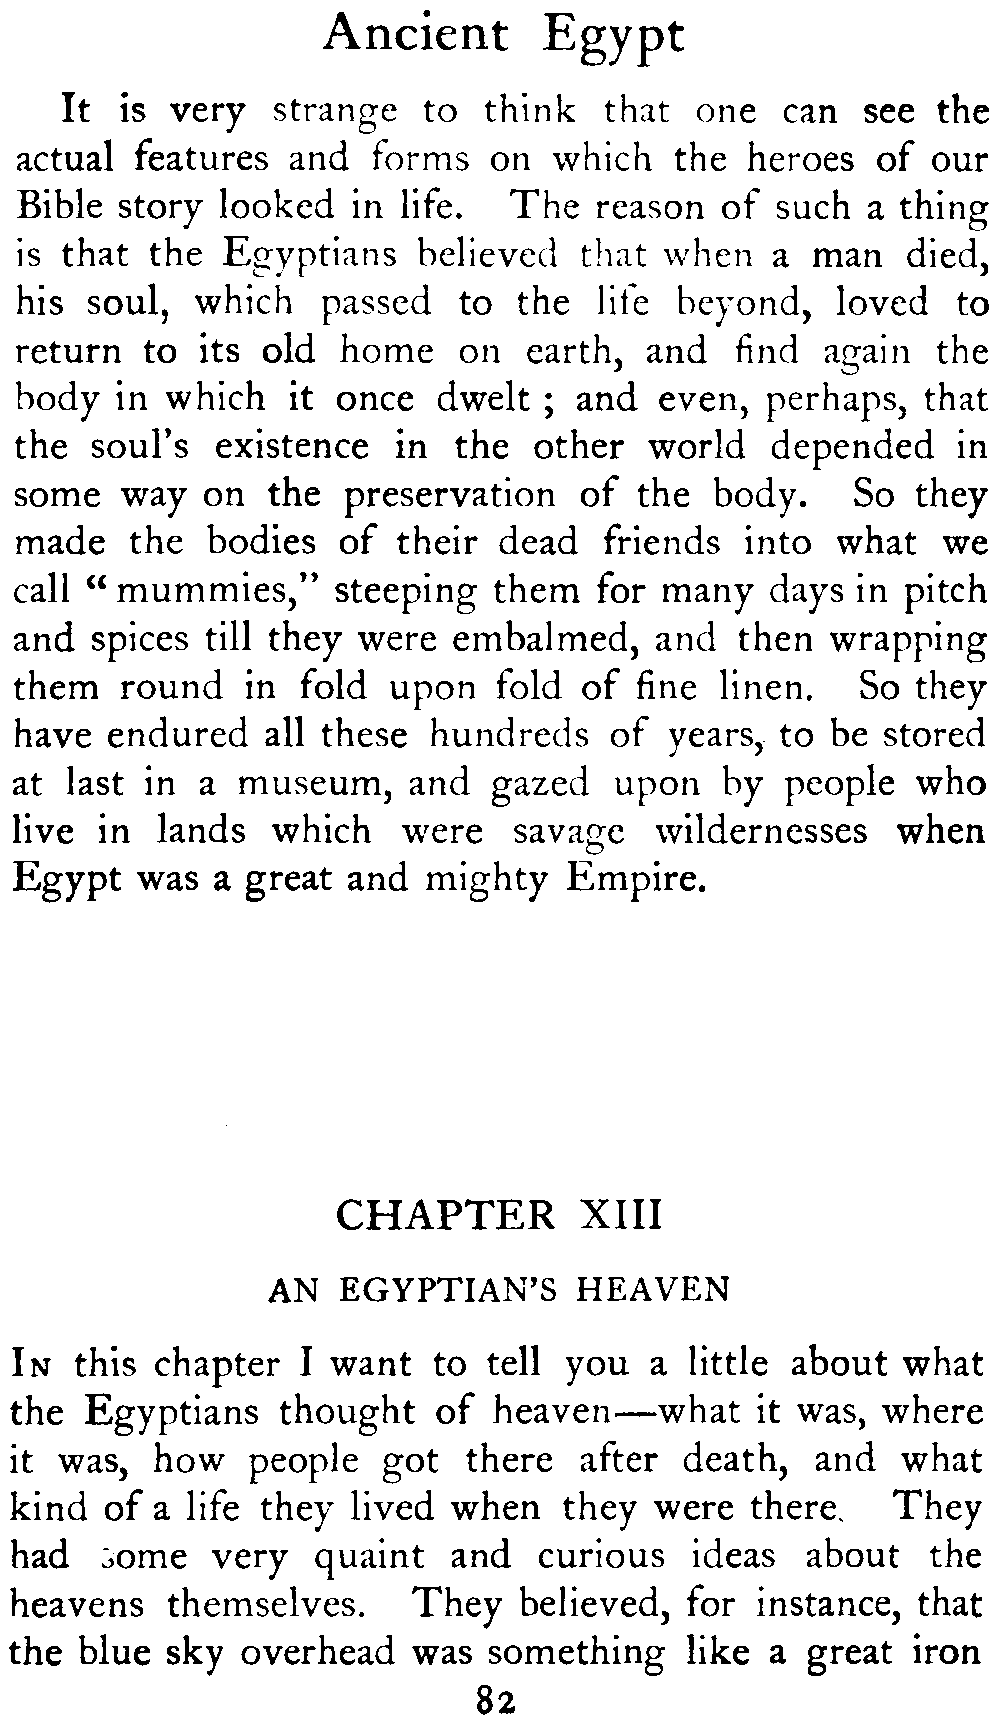 Ancient Egypt
It is very strange to think that one can see the
actual features and forms on which the heroes of our
Bible story looked in life. The reason of such a thing
is that the Egyptians believed that when a man died,
his soul, which passed to the life beyond, loved to
return to its old home on earth, and find again the
body in which it once dwelt ; and even, perhaps, that
the soul's existence in the other world depended in
some way on the preservation of the body. So they
made the bodies of their dead friends into what we
call “ mummies,” steeping them for many days in pitch
and spices till they were embalmed, and then wrapping
them round in fold upon fold of fine linen. So they
have endured all these hundreds of years, to be stored
at last in a museum, and gazed upon by people who
live in lands which were savage wildernesses when
Egypt was a great and mighty Empire.
CHAPTER XIII
AN EGYPTIAN'S HEAVEN
IN this chapter I want to tell you a little about what
the Egyptians thought of heaven—what it was, where
it was, how people got there after death, and what
kind of a life they lived when they were there. They
had some very quaint and curious ideas about the
heavens themselves. They believed, for instance, that
the blue sky overhead was something like a great iron
82